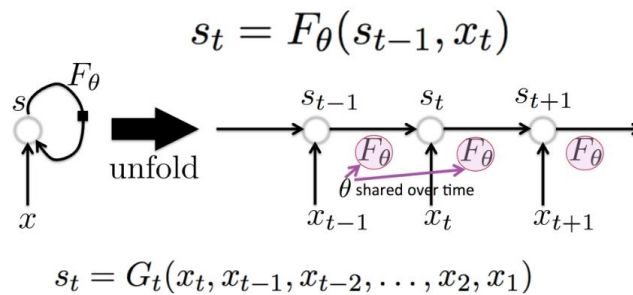 s_t = F_θ(s_{t−1}, x_t)
F_θ
s
unfold
x
s_{t−1} s_t s_{t+1}
F_θ F_θ F_θ
θ shared over time
x_{t−1} x_t x_{t+1}
s_t = G_t(x_t, x_{t−1}, x_{t−2}, . . . , x_2, x_1)